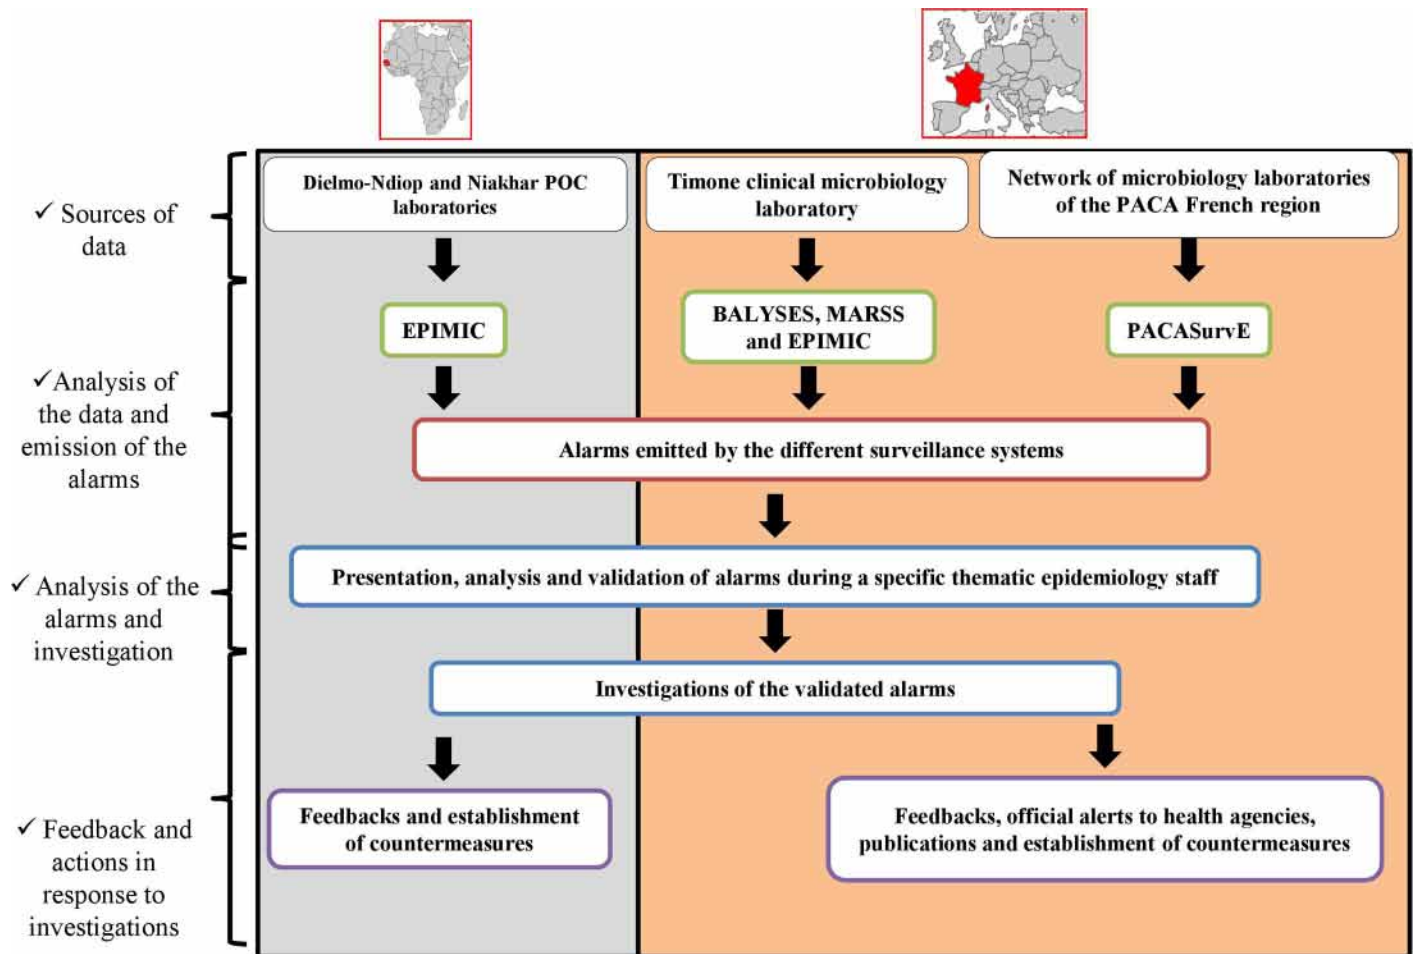 ✓ Sources of
data
Dielmo-Ndiop and Niakhar POC
laboratories
Timone clinical microbiology
laboratory
Network of microbiology laboratories
of the PACA French region
✓Analysis of
the data and
emission of the
alarms
EPIMIC
BALYSES, MARSS
and EPIMIC
PACASurvE
Alarms emitted by the different surveillance systems
✓ Analysis of the
alarms and
investigation
Presentation, analysis and validation of alarms during a specific thematic epidemiology staff
Investigations of the validated alarms
✓ Feedback and
actions in
response to
investigations
Feedbacks and establishment
of countermeasures
Feedbacks, official alerts to health agencies,
publications and establishment of countermeasures